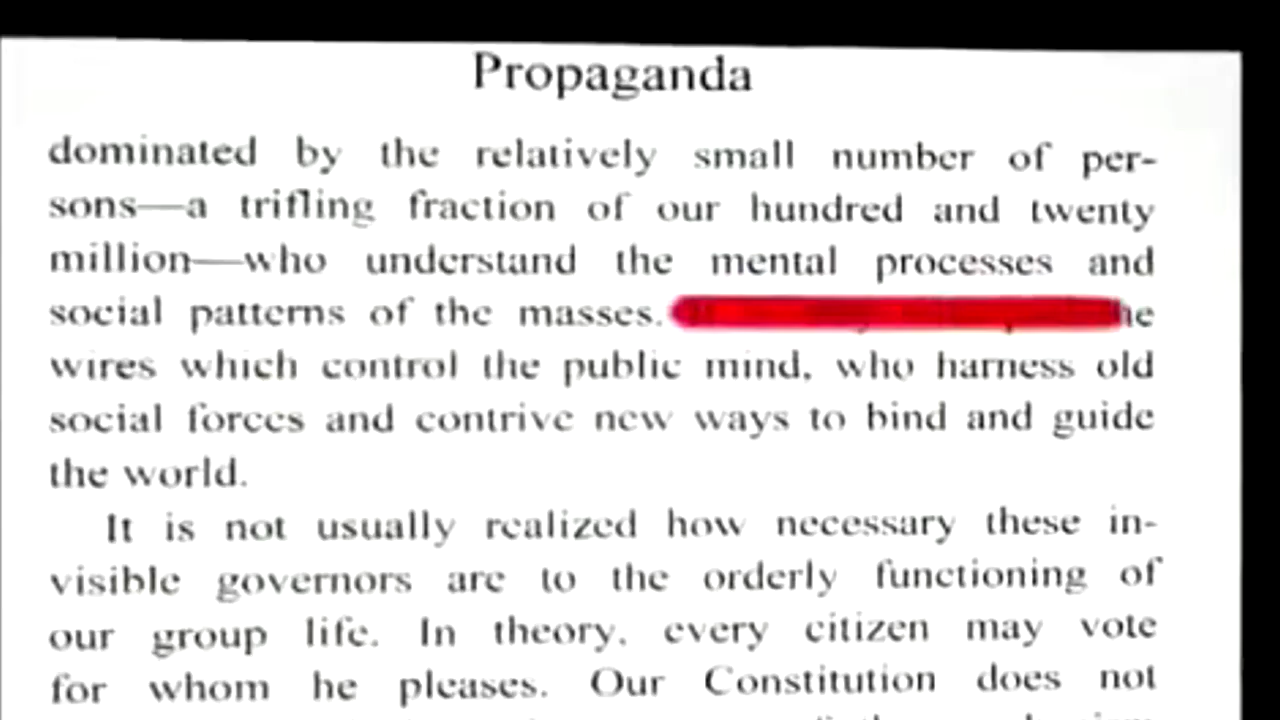 Propaganda
dominated by the relatively small number of per-
sons—a trifling fraction of our hundred and twenty
million—who understand the mental processes and
social patterns of the masses.
wires which control the public mind, who harness old
social forces and contrive new ways to bind and guide
the world.
It is not usually realized how necessary these in-
visible governors are to the orderly functioning of
our group life. In theory, every citizen may vote
for whom he pleases. Our Constitution does not